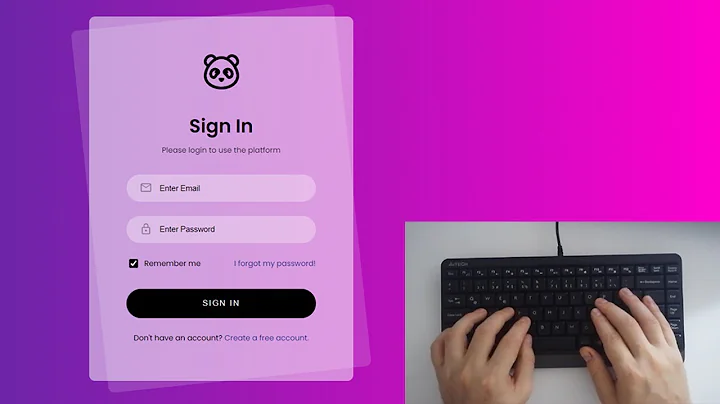 Sign In
Please login to use the platform
Enter Email
Enter Password
Remember me
I forgot my password!
SIGN IN
Don't have an account? Create a free account.